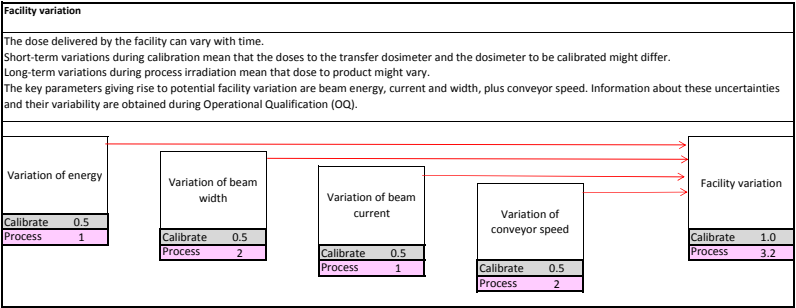 Facility variation
The dose delivered by the facility can vary with time.
Short-term variations during calibration mean that the doses to the transfer dosimeter and the dosimeter to be calibrated might differ.
Long-term variations during process irradiation mean that dose to product might vary.
The key parameters giving rise to potential facility variation are beam energy, current and width, plus conveyor speed. Information about these uncertainties
and their variability are obtained during Operational Qualification (OQ).
Variation of energy
Calibrate 0.5
Process 1
Variation of beam
width
Calibrate 0.5
Process 2
Variation of beam
current
Calibrate 0.5
Process 1
Variation of
conveyor speed
Calibrate 0.5
Process 2
Facility variation
Calibrate 1.0
Process 3.2